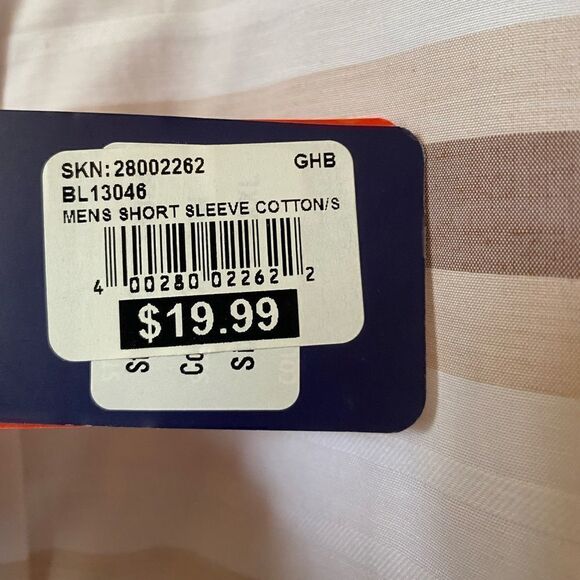 SKN: 28002262 GHB
BL13046
MENS SHORT SLEEVE COTTON/S
4 00280 02262 2
$19.99